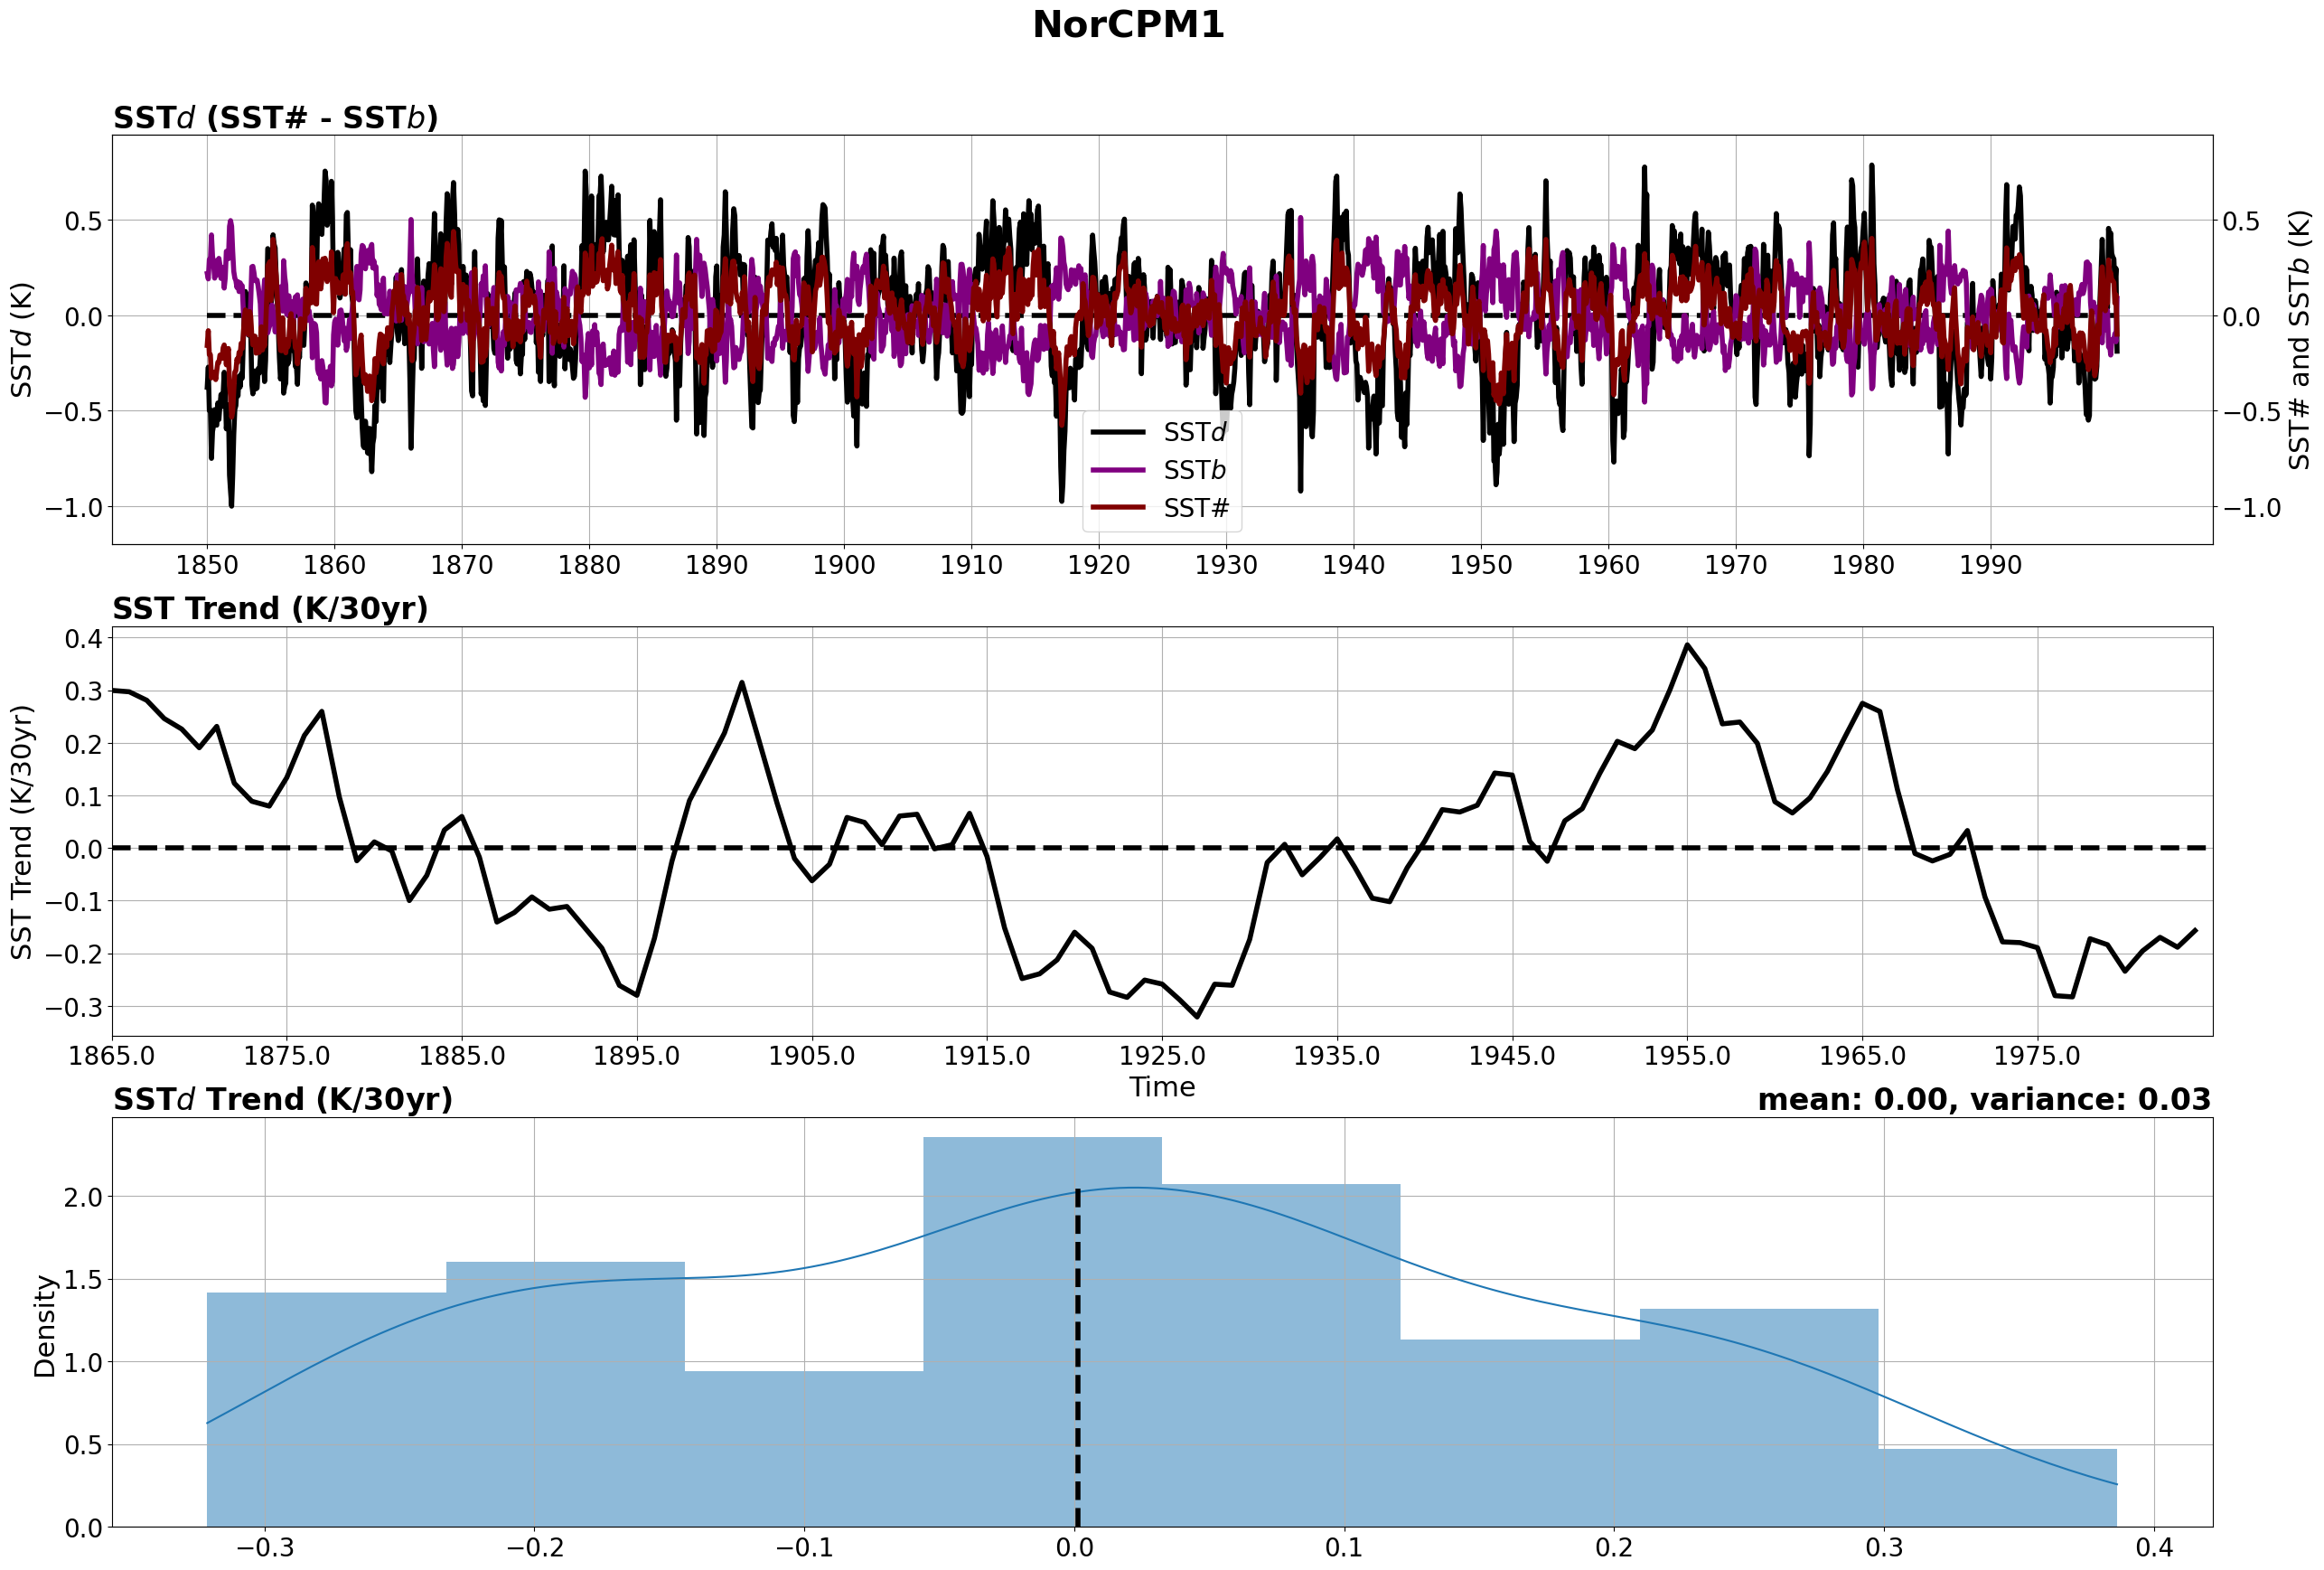 NorCPM1
SSTd (SST# - SSTb)
SSTd (K)
0.5
0.0
−0.5
−1.0
0.5
0.0
−0.5
−1.0
SST# and SSTb (K)
SSTd
SSTb
SST#
1850 1860 1870 1880 1890 1900 1910 1920 1930 1940 1950 1960 1970 1980 1990
SST Trend (K/30yr)
SST Trend (K/30yr)
0.4
0.3
0.2
0.1
0.0
−0.1
−0.2
−0.3
1865.0 1875.0 1885.0 1895.0 1905.0 1915.0 1925.0 1935.0 1945.0 1955.0 1965.0 1975.0
Time
SSTd Trend (K/30yr)
mean: 0.00, variance: 0.03
Density
2.0
1.5
1.0
0.5
0.0
−0.3 −0.2 −0.1 0.0 0.1 0.2 0.3 0.4